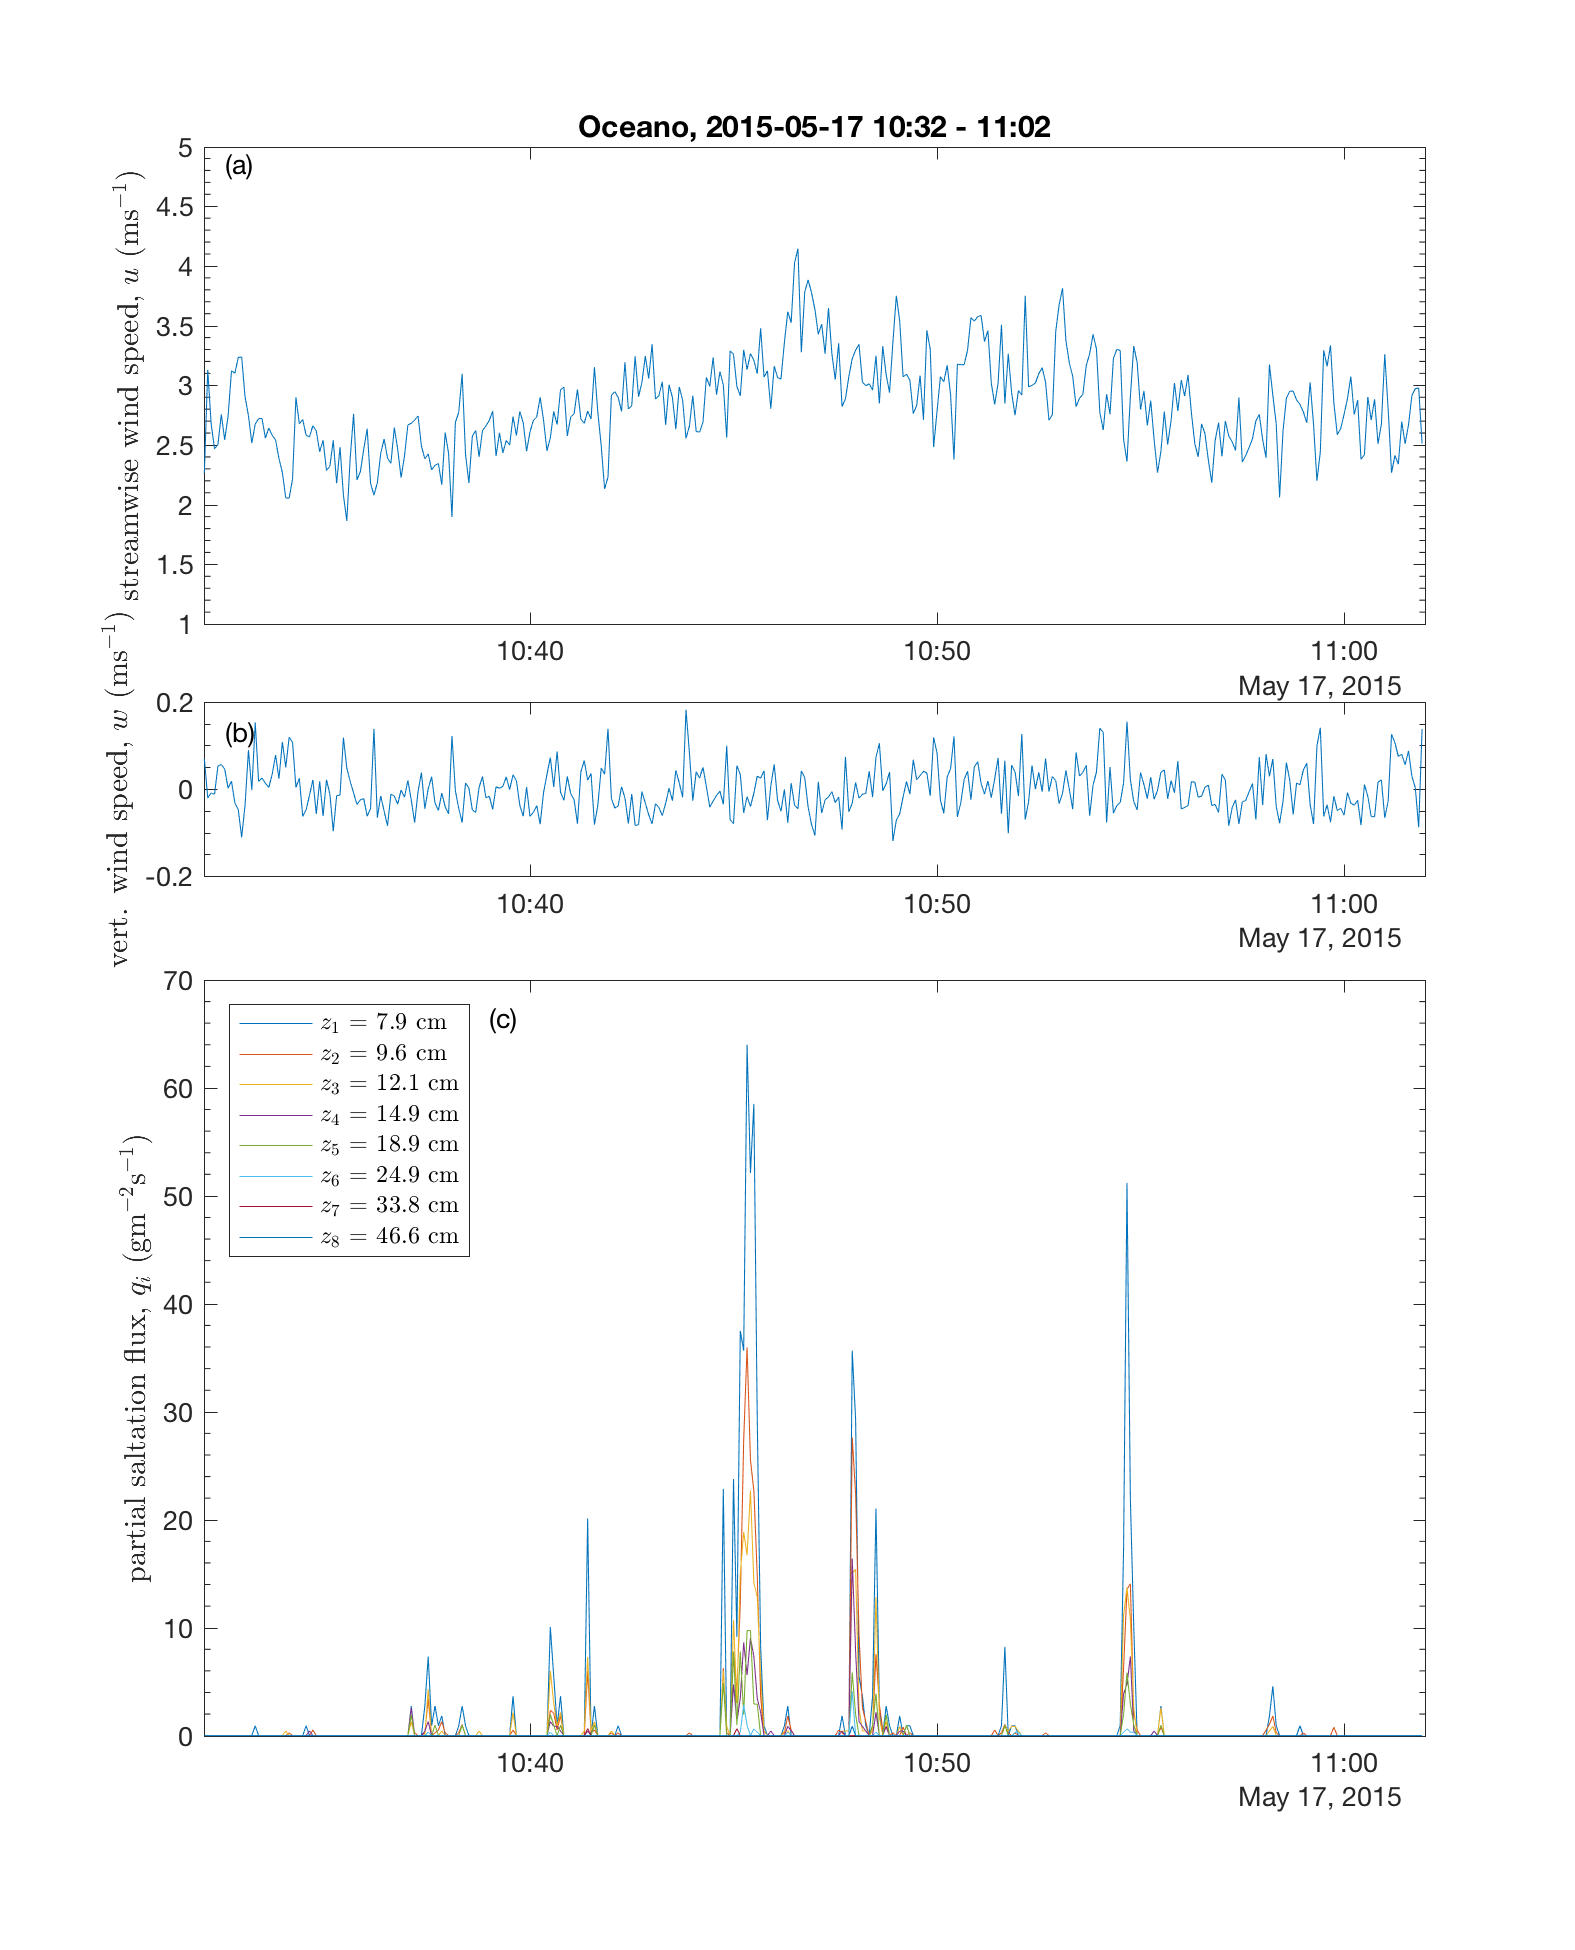 Oceano, 2015-05-17 10:32 - 11:02
(a)
streamwise wind speed, u (ms⁻¹)
5
4.5
4
3.5
3
2.5
2
1.5
1
10:40 10:50 11:00
May 17, 2015
(b)
vert. wind speed, w (ms⁻¹)
0.2
0
-0.2
10:40 10:50 11:00
May 17, 2015
(c)
partial saltation flux, qᵢ (gm⁻²s⁻¹)
70
60
50
40
30
20
10
0
z₁ = 7.9 cm
z₂ = 9.6 cm
z₃ = 12.1 cm
z₄ = 14.9 cm
z₅ = 18.9 cm
z₆ = 24.9 cm
z₇ = 33.8 cm
z₈ = 46.6 cm
10:40 10:50 11:00
May 17, 2015